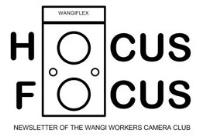 WANGIFLEX
HOCUS
FOCUS
NEWSLETTER OF THE WANGI WORKERS CAMERA CLUB